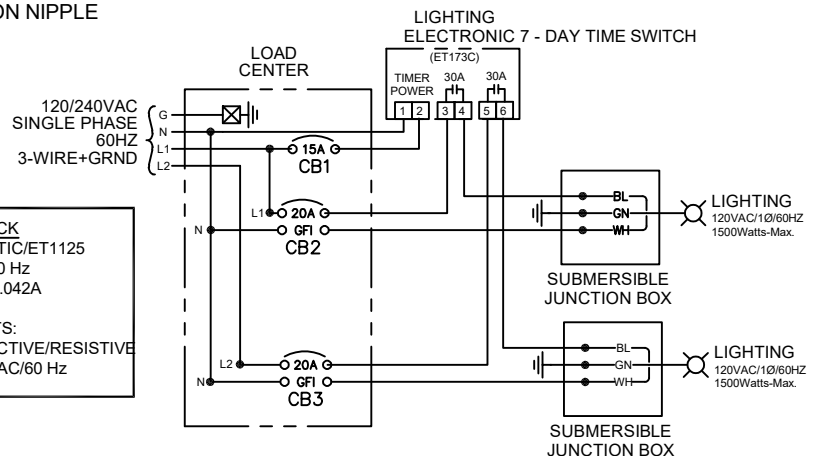 ON NIPPLE
LIGHTING
ELECTRONIC 7 - DAY TIME SWITCH
(ET173C)
LOAD
CENTER
TIMER
POWER
30A
30A
1 2
3 4
5 6
120/240VAC
SINGLE PHASE
60HZ
3-WIRE+GRND
G
N
L1
L2
15A
CB1
L1
20A
N
GFI
CB2
BL
GN
WH
LIGHTING
120VAC/1Ø/60HZ
1500Watts-Max.
SUBMERSIBLE
JUNCTION BOX
CK
TIC/ET1125
0 Hz
.042A
TS:
CTIVE/RESISTIVE
AC/60 Hz
L2
20A
N
GFI
CB3
BL
GN
WH
LIGHTING
120VAC/1Ø/60HZ
1500Watts-Max.
SUBMERSIBLE
JUNCTION BOX